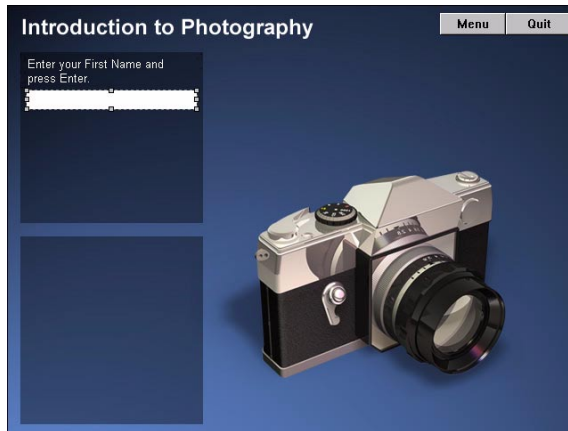 Introduction to Photography
Menu
Quit
Enter your First Name and
press Enter.